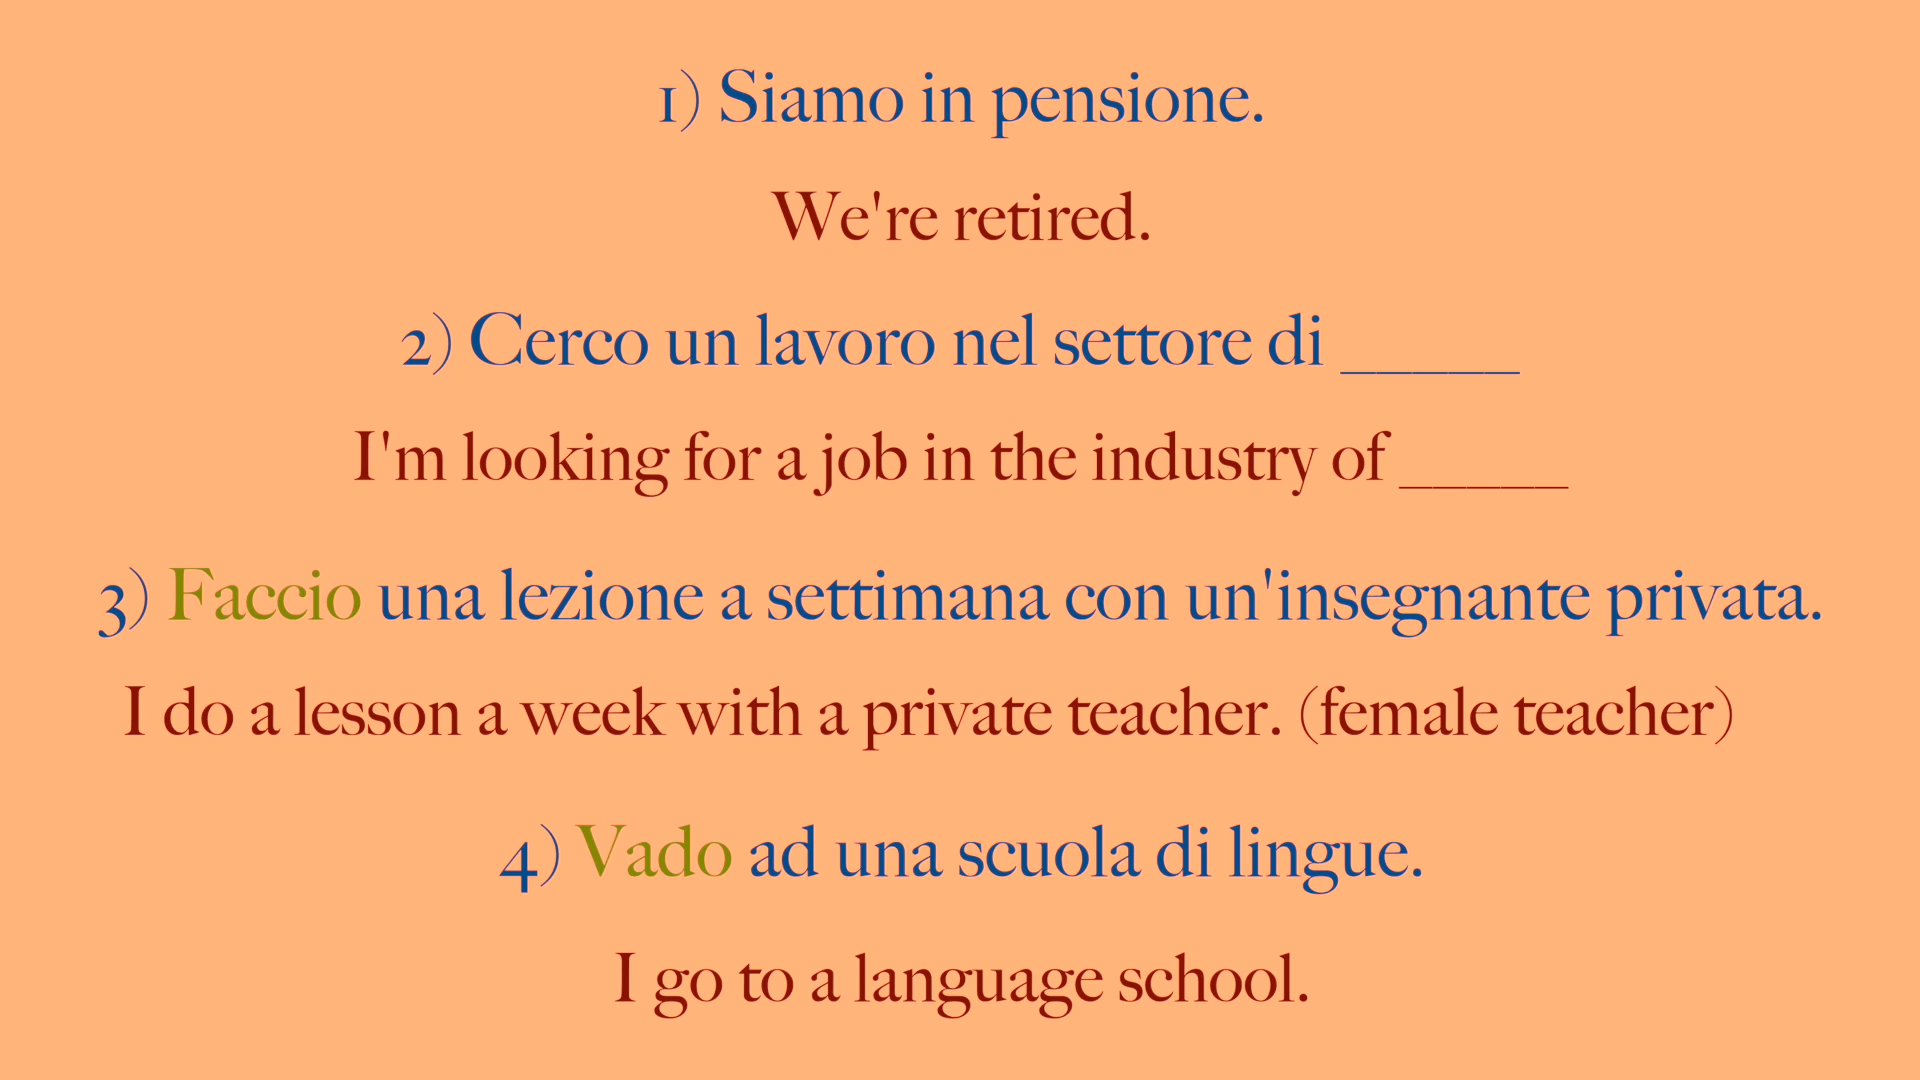 1) Siamo in pensione.
We're retired.
2) Cerco un lavoro nel settore di _____
I'm looking for a job in the industry of _____
3) Faccio una lezione a settimana con un'insegnante privata.
I do a lesson a week with a private teacher. (female teacher)
4) Vado ad una scuola di lingue.
I go to a language school.